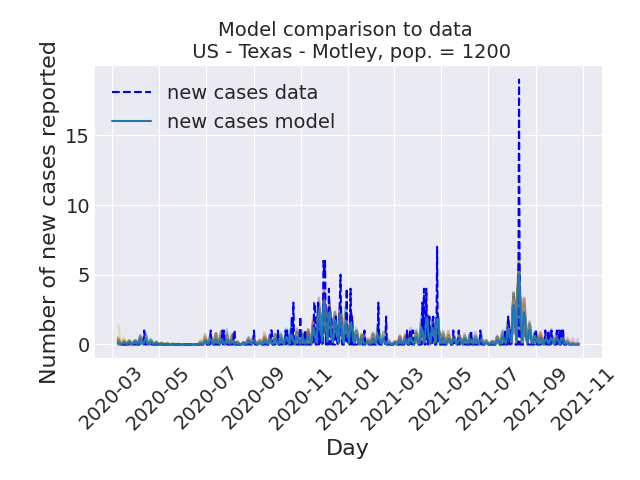 Model comparison to data
US - Texas - Motley, pop. = 1200
new cases data
new cases model
Number of new cases reported
15
10
5
0
2020-03
2020-05
2020-07
2020-09
2020-11
2021-01
2021-03
2021-05
2021-07
2021-09
2021-11
Day